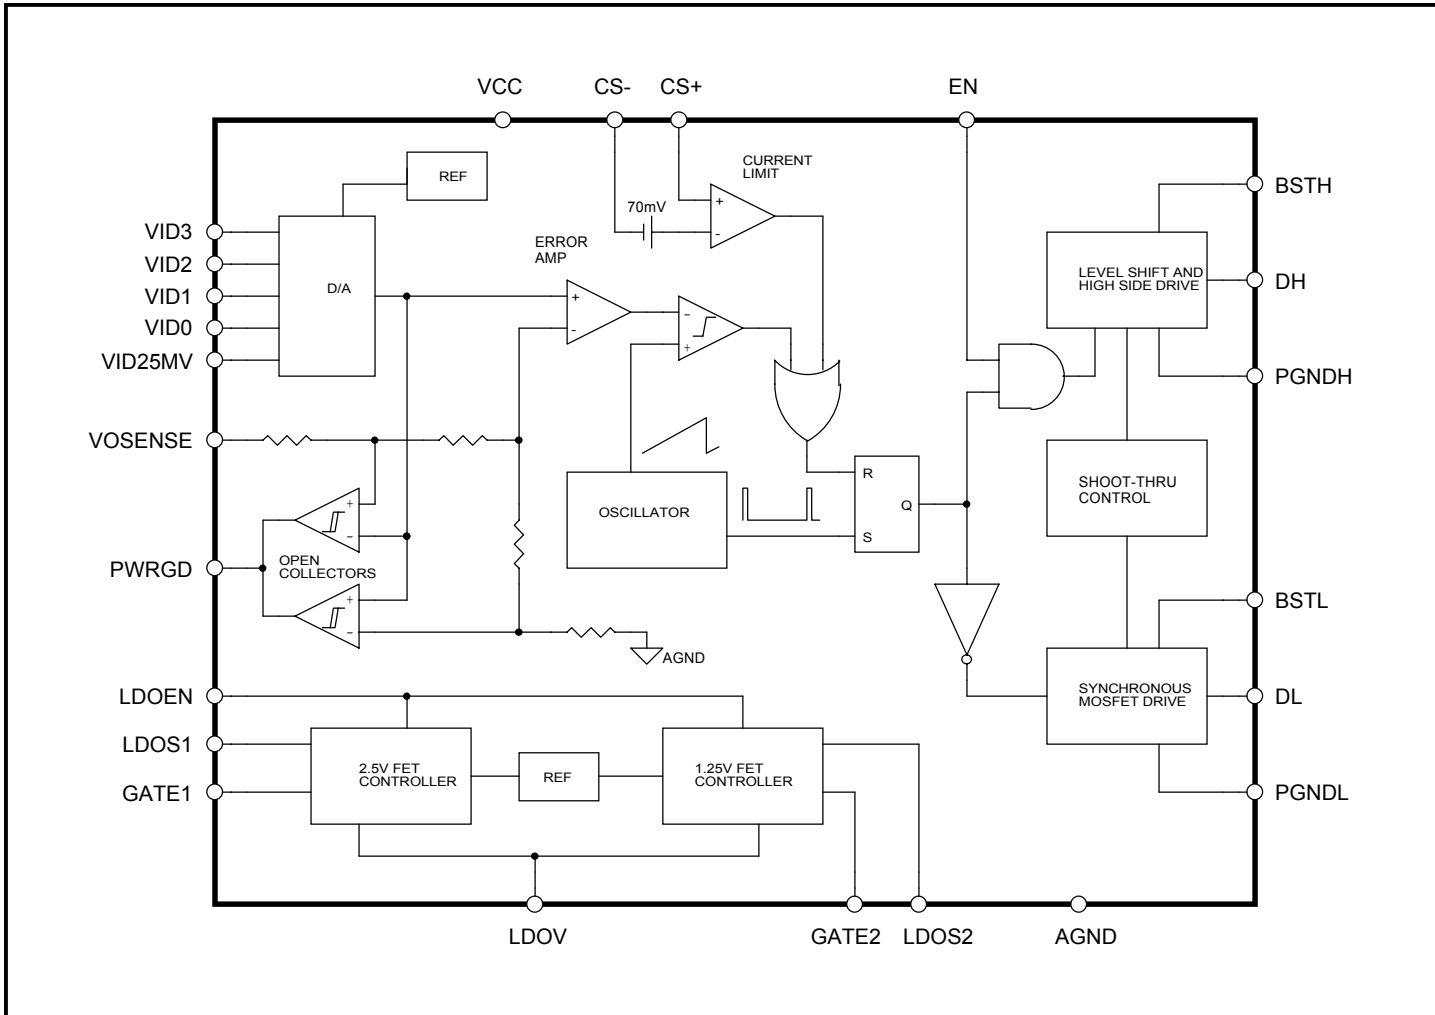 VCC CS- CS+ EN
REF
CURRENT
LIMIT
BSTH
70mV
+
-
VID3
VID2
VID1
VID0
VID25MV
D/A
ERROR
AMP
+
-
−
+
LEVEL SHIFT AND
HIGH SIDE DRIVE
DH
PGNDH
VOSENSE
SHOOT-THRU
CONTROL
R
Q
S
OSCILLATOR
+
−
PWRGD
OPEN
COLLECTORS
+
−
AGND
BSTL
SYNCHRONOUS
MOSFET DRIVE
DL
PGNDL
LDOEN
LDOS1
GATE1
2.5V FET
CONTROLLER
REF
1.25V FET
CONTROLLER
LDOV GATE2 LDOS2 AGND